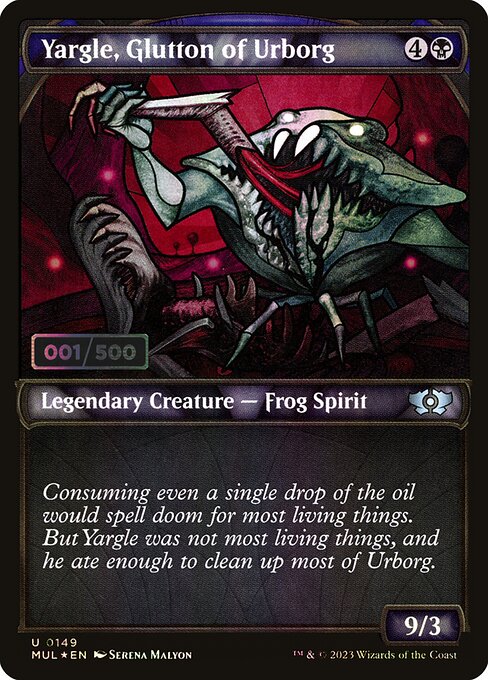 Yargle, Glutton of Urborg 4
001/500
Legendary Creature — Frog Spirit
Consuming even a single drop of the oil
would spell doom for most living things.
But Yargle was not most living things, and
he ate enough to clean up most of Urborg.
9/3
U 0149
MUL★EN Serena Malyon
™ & © 2023 Wizards of the Coast